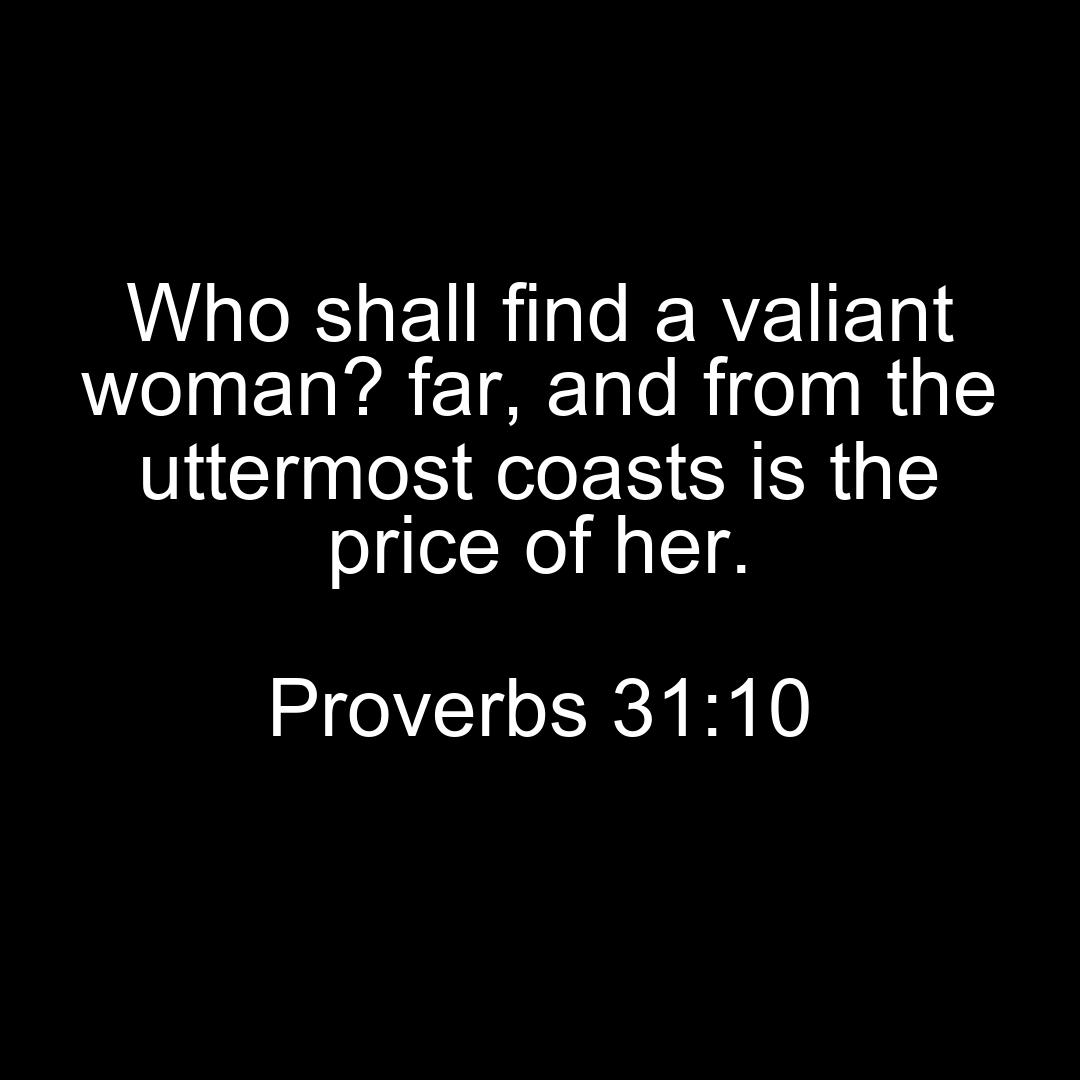 Who shall find a valiant
woman? far, and from the
uttermost coasts is the
price of her.
Proverbs 31:10